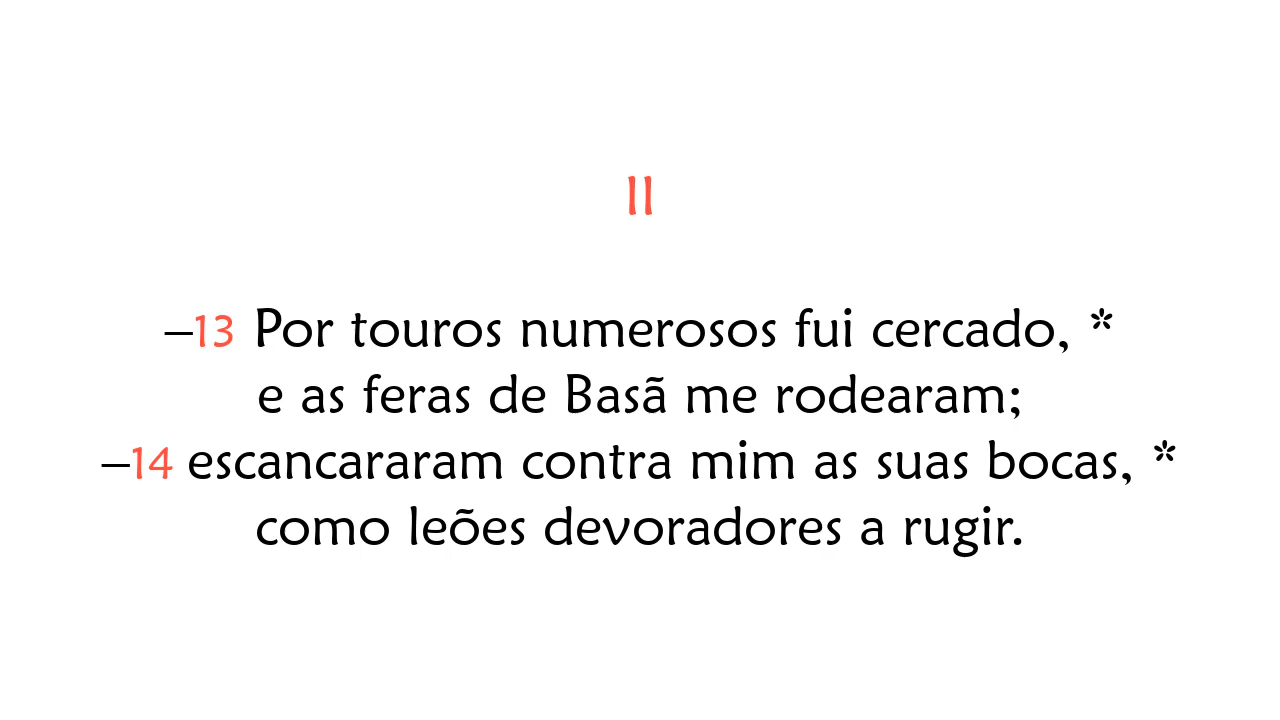 II
–13 Por touros numerosos fui cercado, *
e as feras de Basã me rodearam;
–14 escancararam contra mim as suas bocas, *
como leões devoradores a rugir.